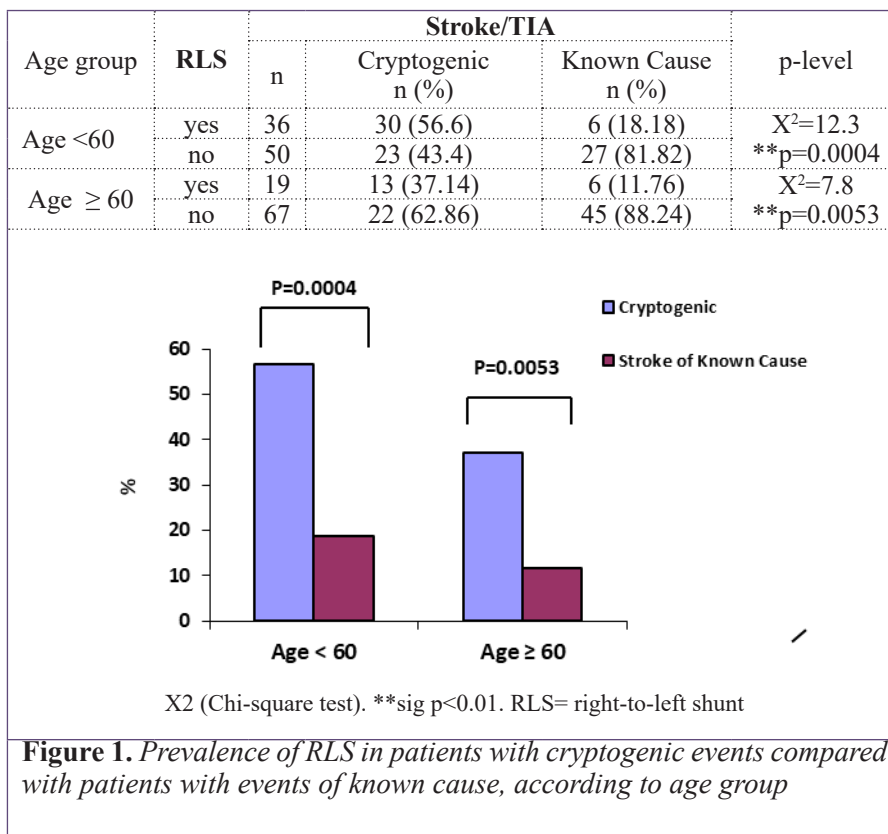 Stroke/TIA
Age group RLS n Cryptogenic n (%) Known Cause n (%) p-level
Age <60 yes 36 30 (56.6) 6 (18.18) X²=12.3
no 50 23 (43.4) 27 (81.82) **p=0.0004
Age ≥ 60 yes 19 13 (37.14) 6 (11.76) X²=7.8
no 67 22 (62.86) 45 (88.24) **p=0.0053
P=0.0004
Cryptogenic
Stroke of Known Cause
P=0.0053
60
50
40
30
20
10
0
%
Age < 60 Age ≥ 60
X2 (Chi-square test). **sig p<0.01. RLS= right-to-left shunt
Figure 1. Prevalence of RLS in patients with cryptogenic events compared
with patients with events of known cause, according to age group